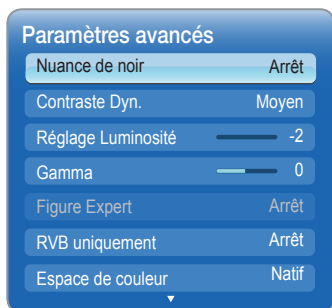 Paramètres avancés
Nuance de noir Arrêt
Contraste Dyn. Moyen
Réglage Luminosité -2
Gamma 0
Figure Expert Arrêt
RVB uniquement Arrêt
Espace de couleur Natif